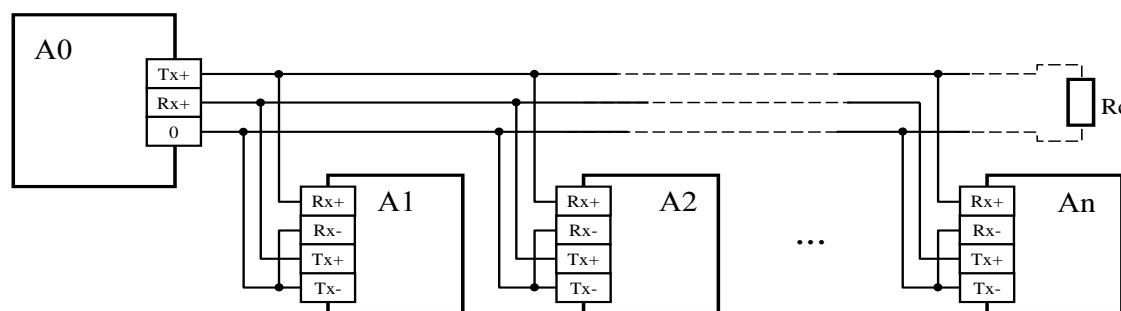 A0
Tx+
Rx+
0
A1
Rx+
Rx-
Tx+
Tx-
A2
Rx+
Rx-
Tx+
Tx-
...
An
Rx+
Rx-
Tx+
Tx-